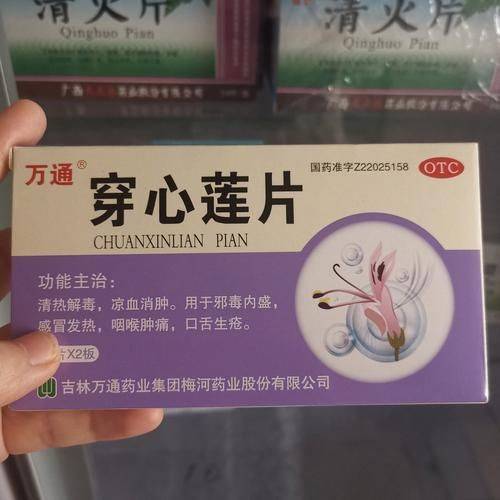 清火片
Qinghuo Pian
清火片
Qinghuo Pian
万通®
国药准字Z22025158
OTC
穿心莲片
CHUANXINLIAN PIAN
功能主治：
清热解毒，凉血消肿。用于邪毒内盛，
感冒发热，咽喉肿痛，口舌生疮。
片X2板
吉林万通药业集团梅河药业股份有限公司